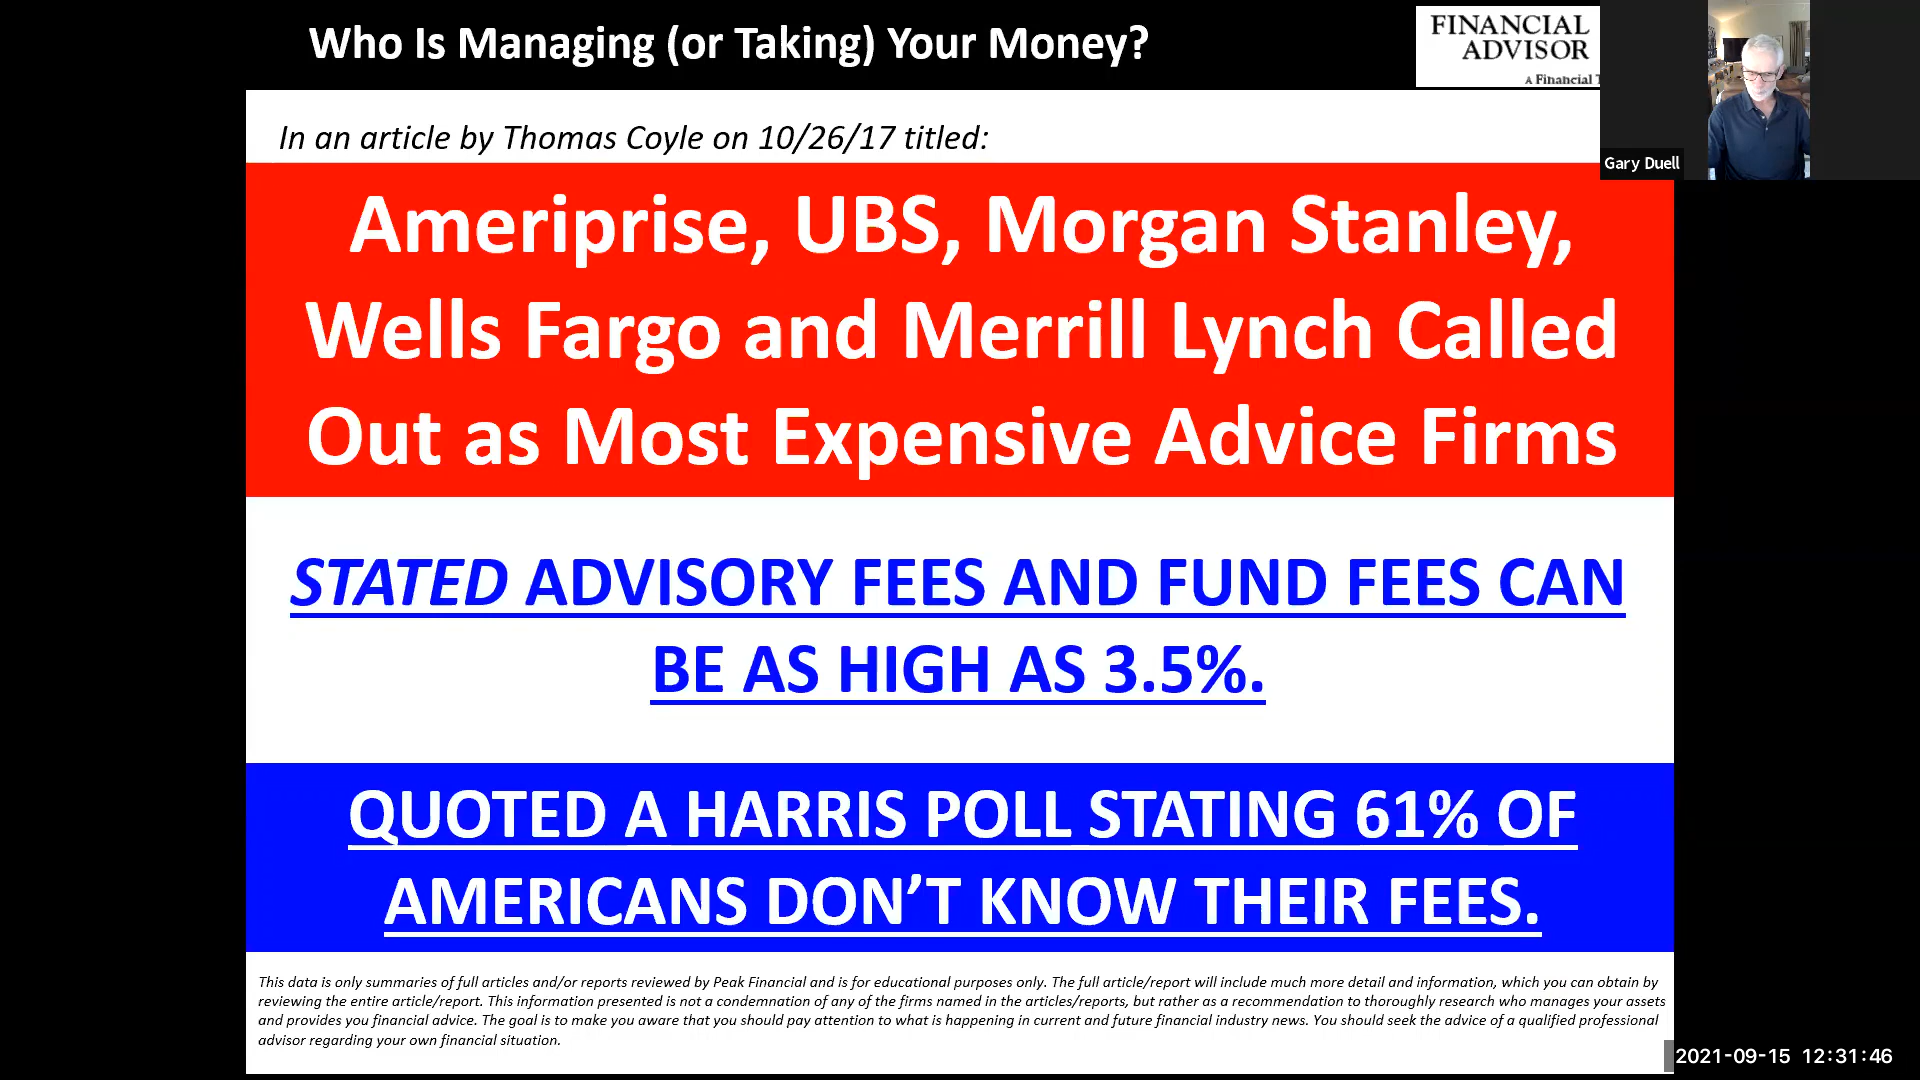 Who Is Managing (or Taking) Your Money?
FINANCIAL
ADVISOR
A Financial
Gary Duell
In an article by Thomas Coyle on 10/26/17 titled:
Ameriprise, UBS, Morgan Stanley,
Wells Fargo and Merrill Lynch Called
Out as Most Expensive Advice Firms
STATED ADVISORY FEES AND FUND FEES CAN
BE AS HIGH AS 3.5%.
QUOTED A HARRIS POLL STATING 61% OF
AMERICANS DON’T KNOW THEIR FEES.
This data is only summaries of full articles and/or reports reviewed by Peak Financial and is for educational purposes only. The full article/report will include much more detail and information, which you can obtain by
reviewing the entire article/report. This information presented is not a condemnation of any of the firms named in the articles/reports, but rather as a recommendation to thoroughly research who manages your assets
and provides you financial advice. The goal is to make you aware that you should pay attention to what is happening in current and future financial industry news. You should seek the advice of a qualified professional
advisor regarding your own financial situation.
2021-09-15 12:31:46